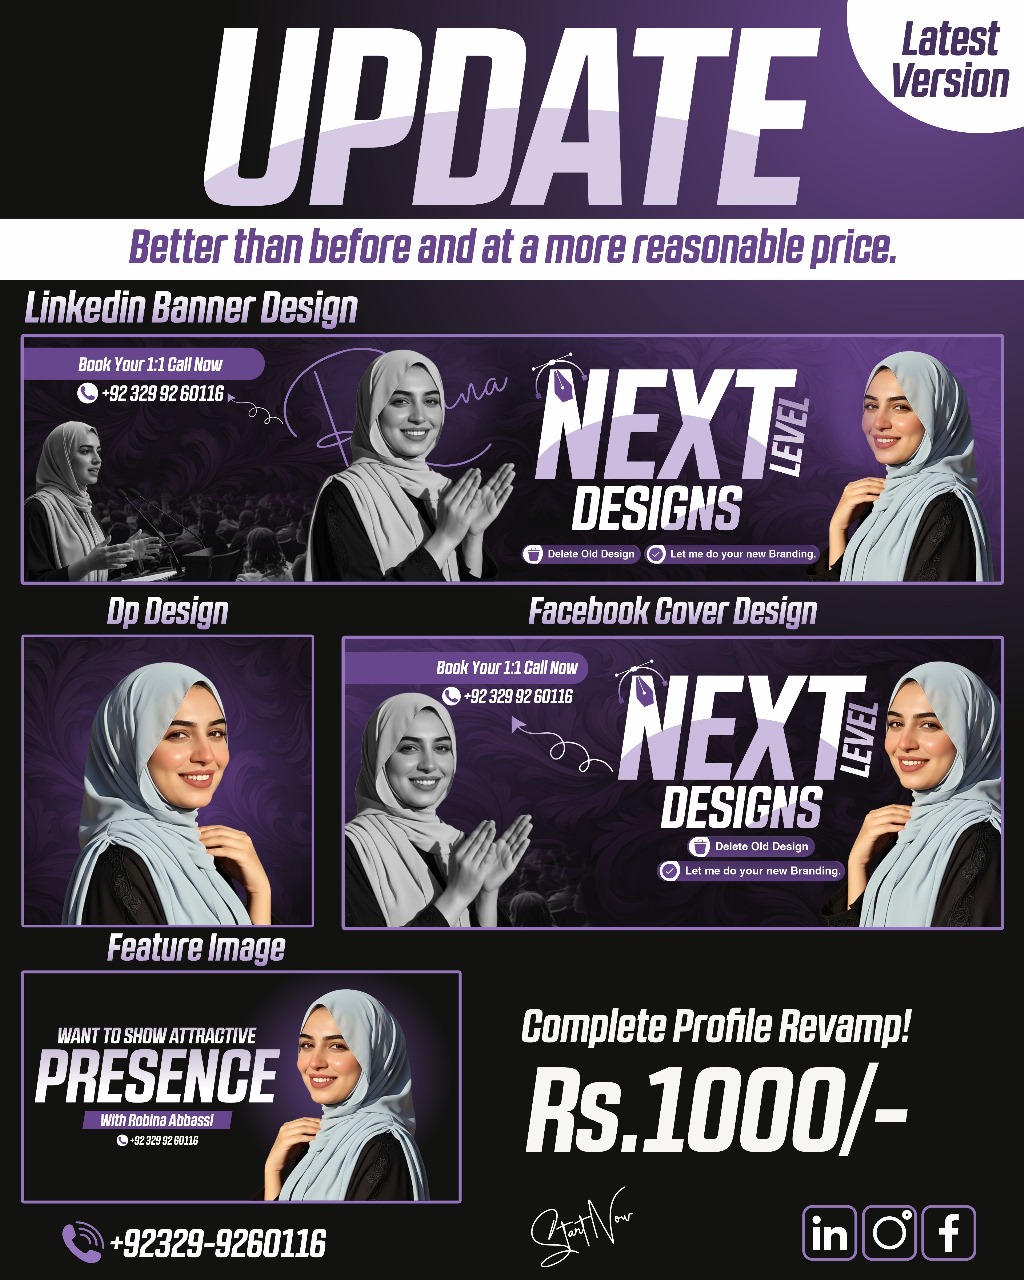 UPDATE
Latest
Version
Better than before and at a more reasonable price.
Linkedin Banner Design
Book Your 1:1 Call Now
+92 329 92 60116
NEXT
LEVEL
DESIGNS
Delete Old Design
Let me do your new Branding.
Dp Design
Facebook Cover Design
Book Your 1:1 Call Now
+92 329 92 60116
NEXT
LEVEL
DESIGNS
Delete Old Design
Let me do your new Branding.
Feature Image
WANT TO SHOW ATTRACTIVE
PRESENCE
With Robina Abbassi
+92 329 92 60116
Complete Profile Revamp!
Rs.1000/-
Start Now
+92329-9260116
in
f